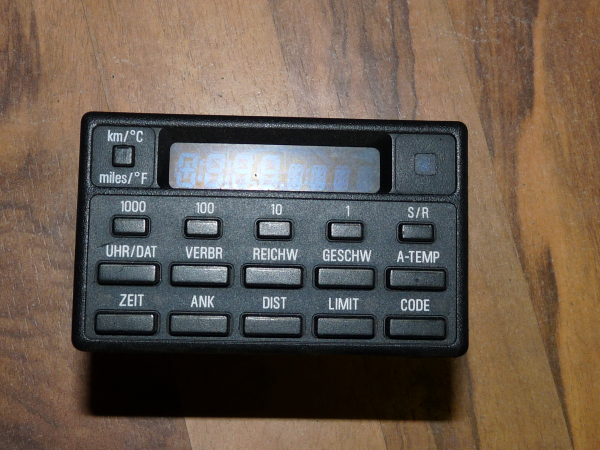 km/°C
miles/°F
1000 100 10 1 S/R
UHR/DAT VERBR REICHW GESCHW A-TEMP
ZEIT ANK DIST LIMIT CODE